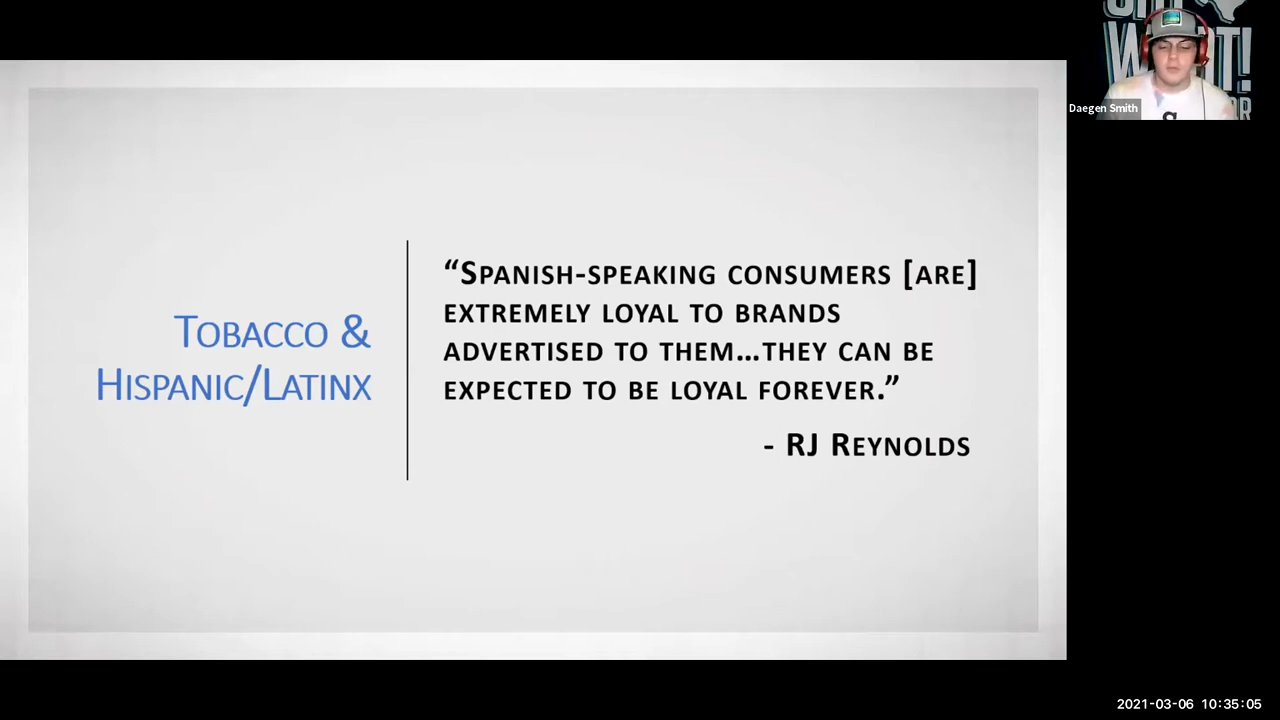 Daegen Smith
Tobacco &
Hispanic/Latinx
“Spanish-speaking consumers [are]
extremely loyal to brands
advertised to them…they can be
expected to be loyal forever.”
- RJ Reynolds
2021-03-06 10:35:05